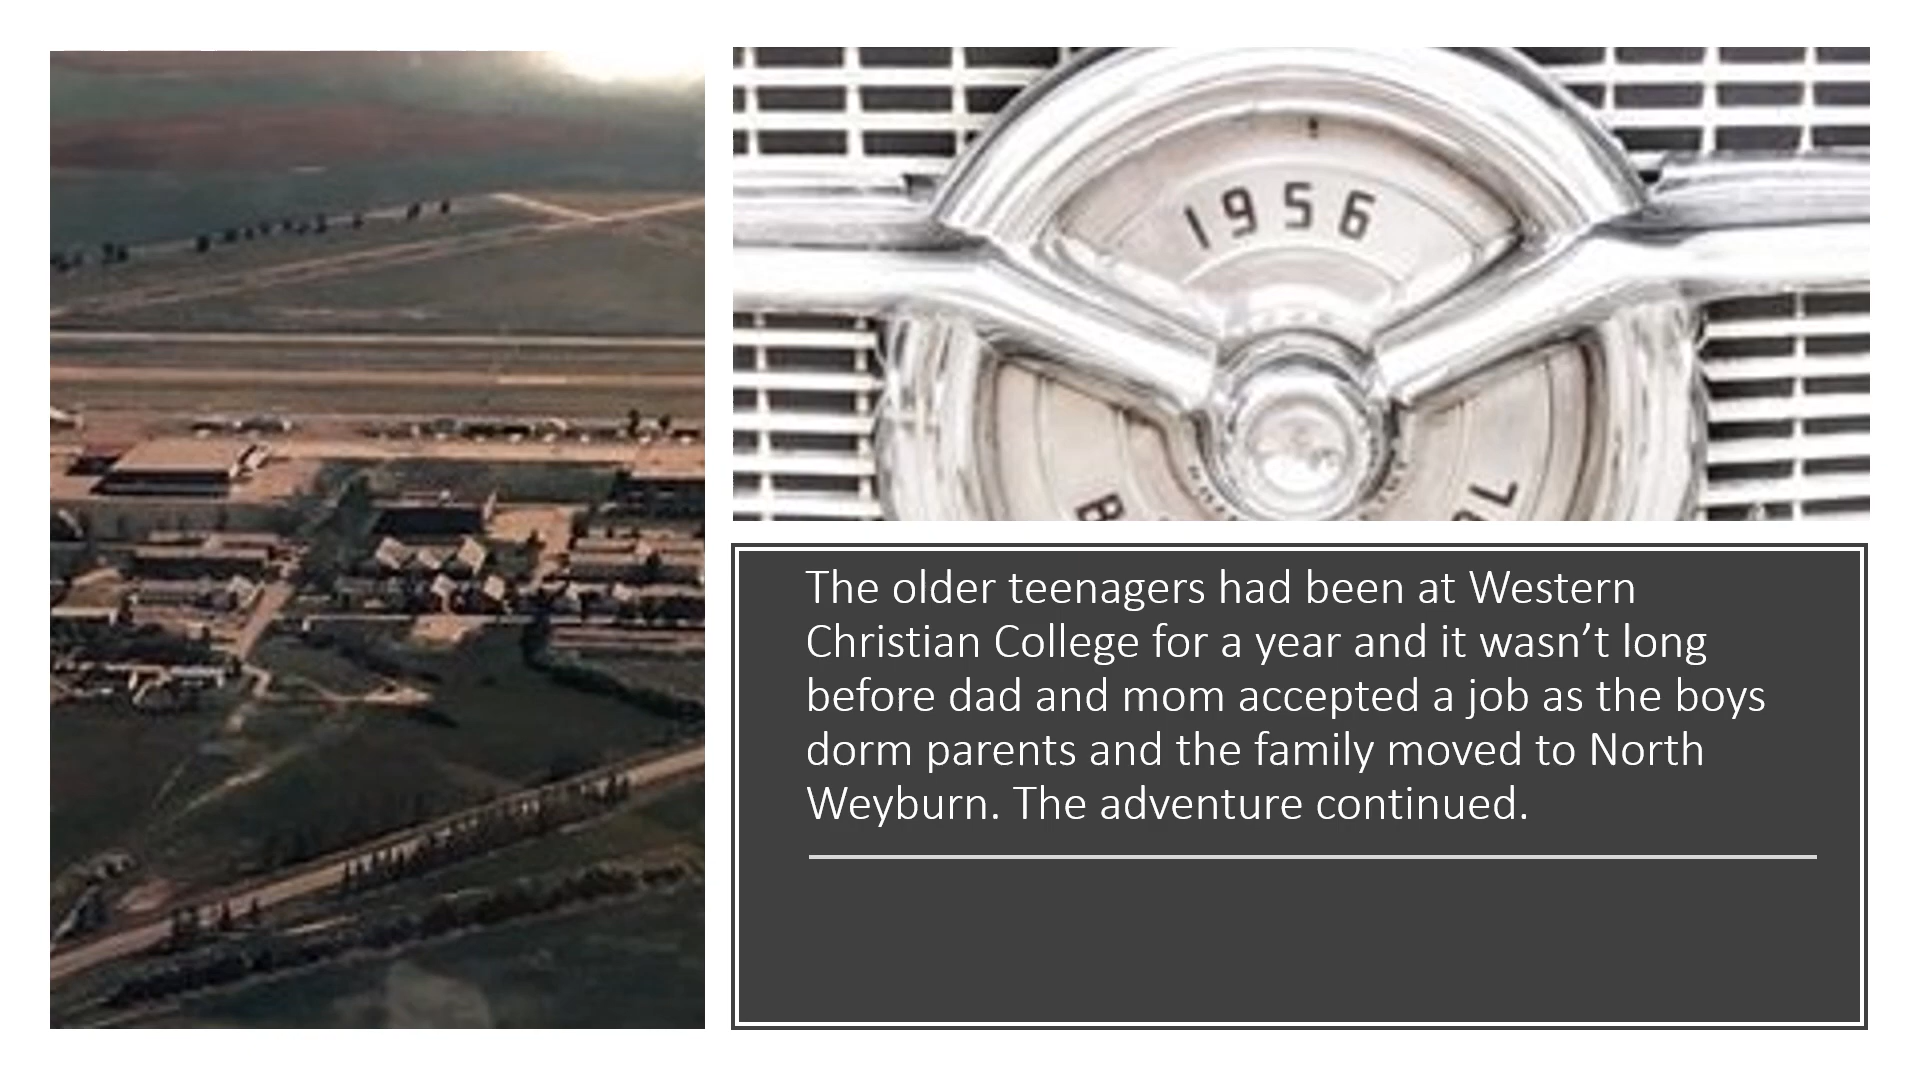 1956
The older teenagers had been at Western
Christian College for a year and it wasn’t long
before dad and mom accepted a job as the boys
dorm parents and the family moved to North
Weyburn. The adventure continued.